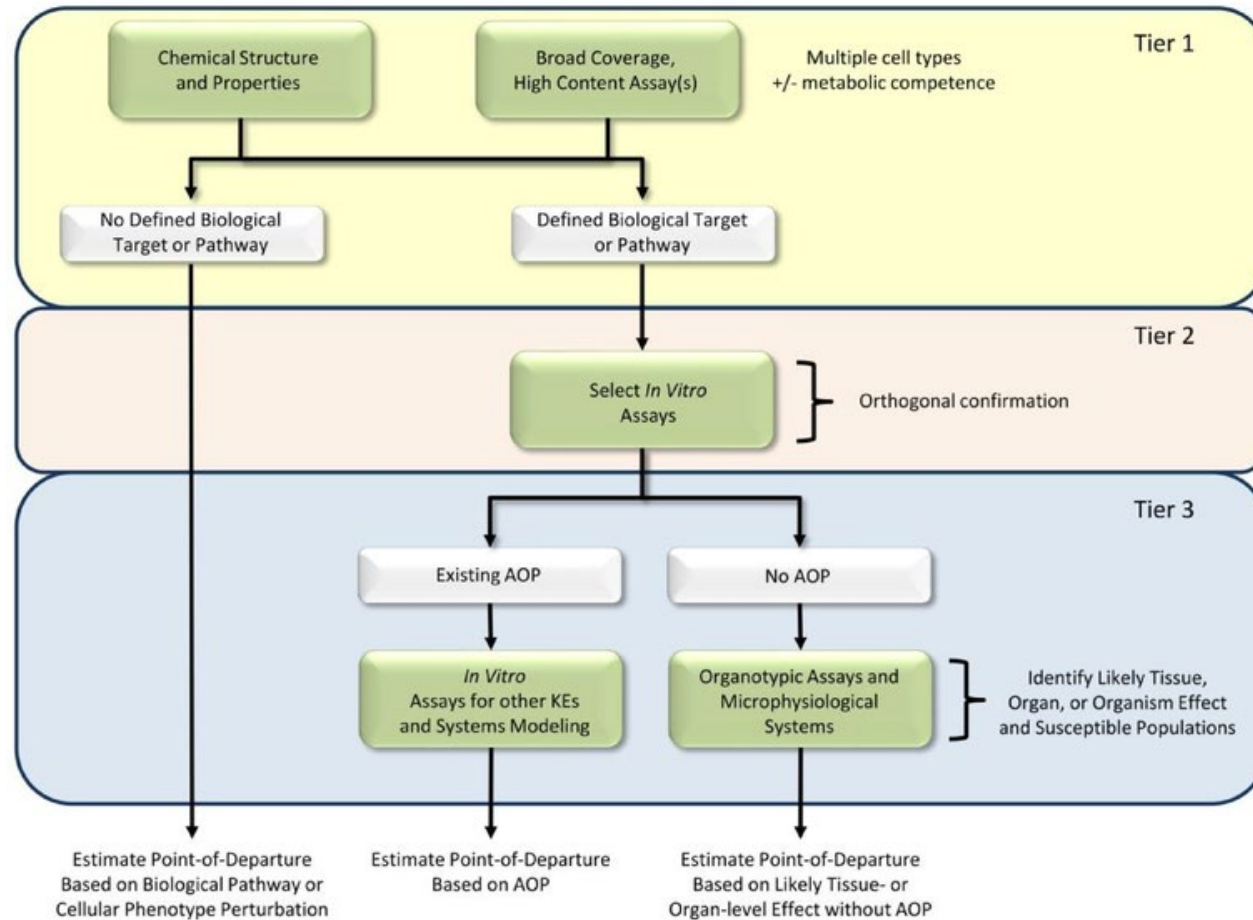 Tier 1
Chemical Structure
and Properties
Broad Coverage,
High Content Assay(s)
Multiple cell types
+/- metabolic competence
No Defined Biological
Target or Pathway
Defined Biological Target
or Pathway
Tier 2
Select In Vitro
Assays
Orthogonal confirmation
Tier 3
Existing AOP
No AOP
In Vitro
Assays for other KEs
and Systems Modeling
Organotypic Assays and
Microphysiological
Systems
Identify Likely Tissue,
Organ, or Organism Effect
and Susceptible Populations
Estimate Point-of-Departure
Based on Biological Pathway or
Cellular Phenotype Perturbation
Estimate Point-of-Departure
Based on AOP
Estimate Point-of-Departure
Based on Likely Tissue- or
Organ-level Effect without AOP